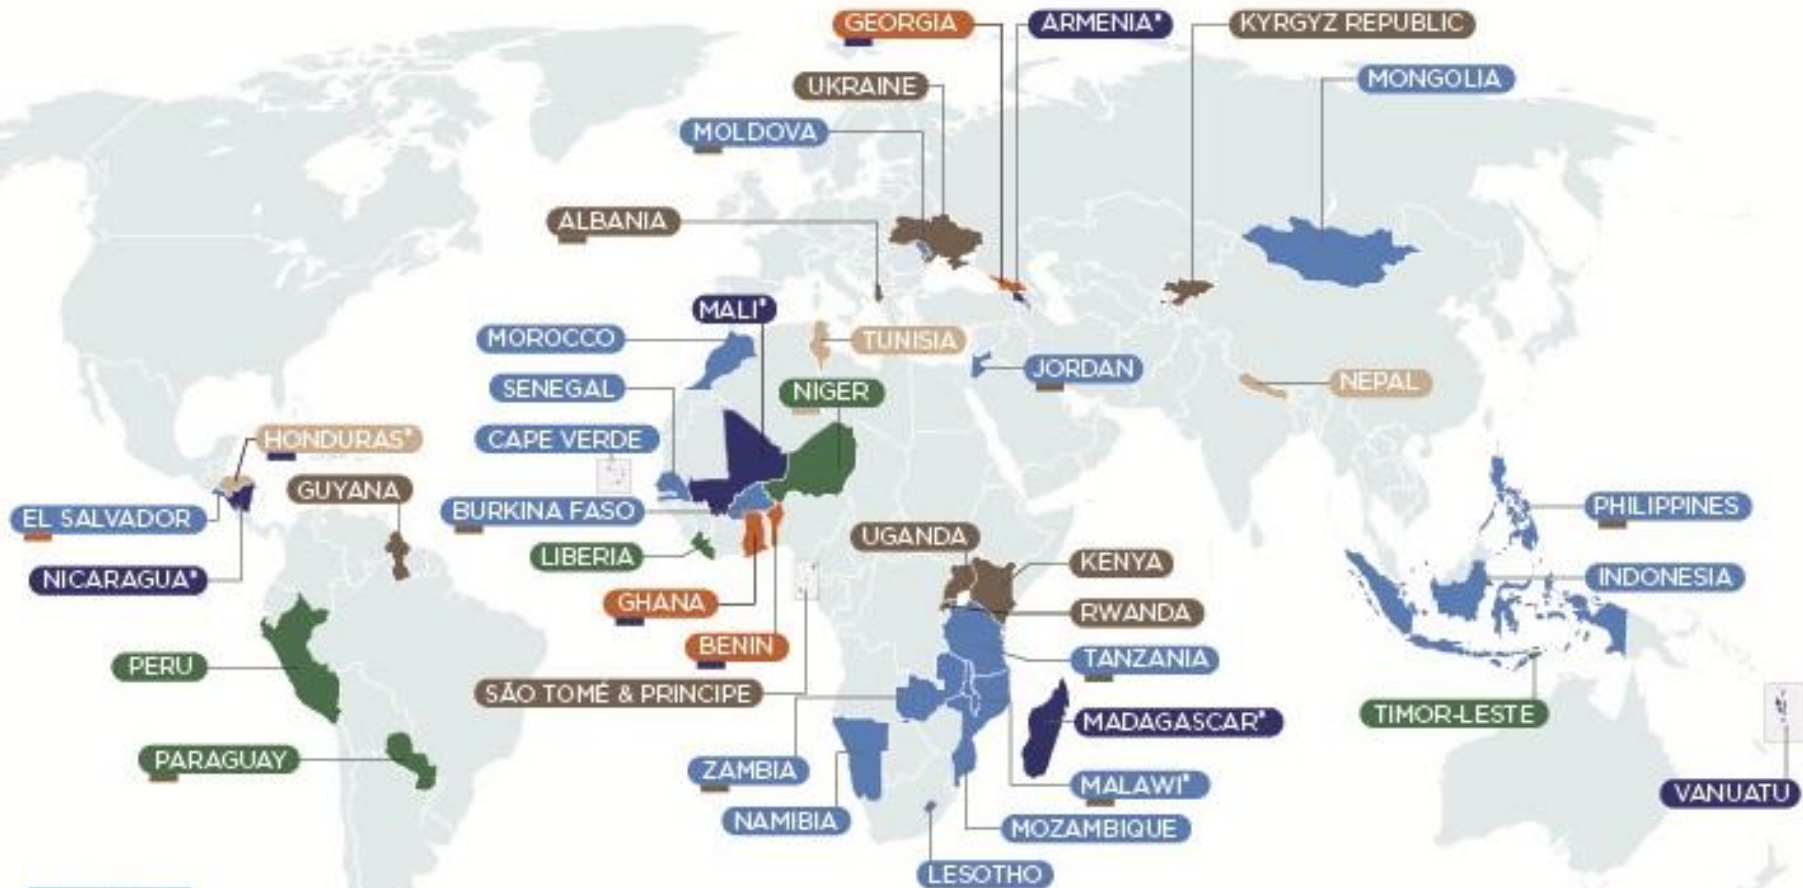 GEORGIA
ARMENIA*
KYRGYZ REPUBLIC
MONGOLIA
UKRAINE
MOLDOVA
ALBANIA
MALI*
MOROCCO
TUNISIA
JORDAN
NEPAL
SENEGAL
NIGER
CAPE VERDE
HONDURAS*
GUYANA
EL SALVADOR
BURKINA FASO
PHILIPPINES
UGANDA
LIBERIA
KENYA
NICARAGUA*
INDONESIA
GHANA
RWANDA
BENIN
PERU
TANZANIA
SÃO TOMÉ & PRINCIPE
MADAGASCAR*
TIMOR-LESTE
PARAGUAY
ZAMBIA
MALAWI*
VANUATU
NAMIBIA
MOZAMBIQUE
LESOTHO